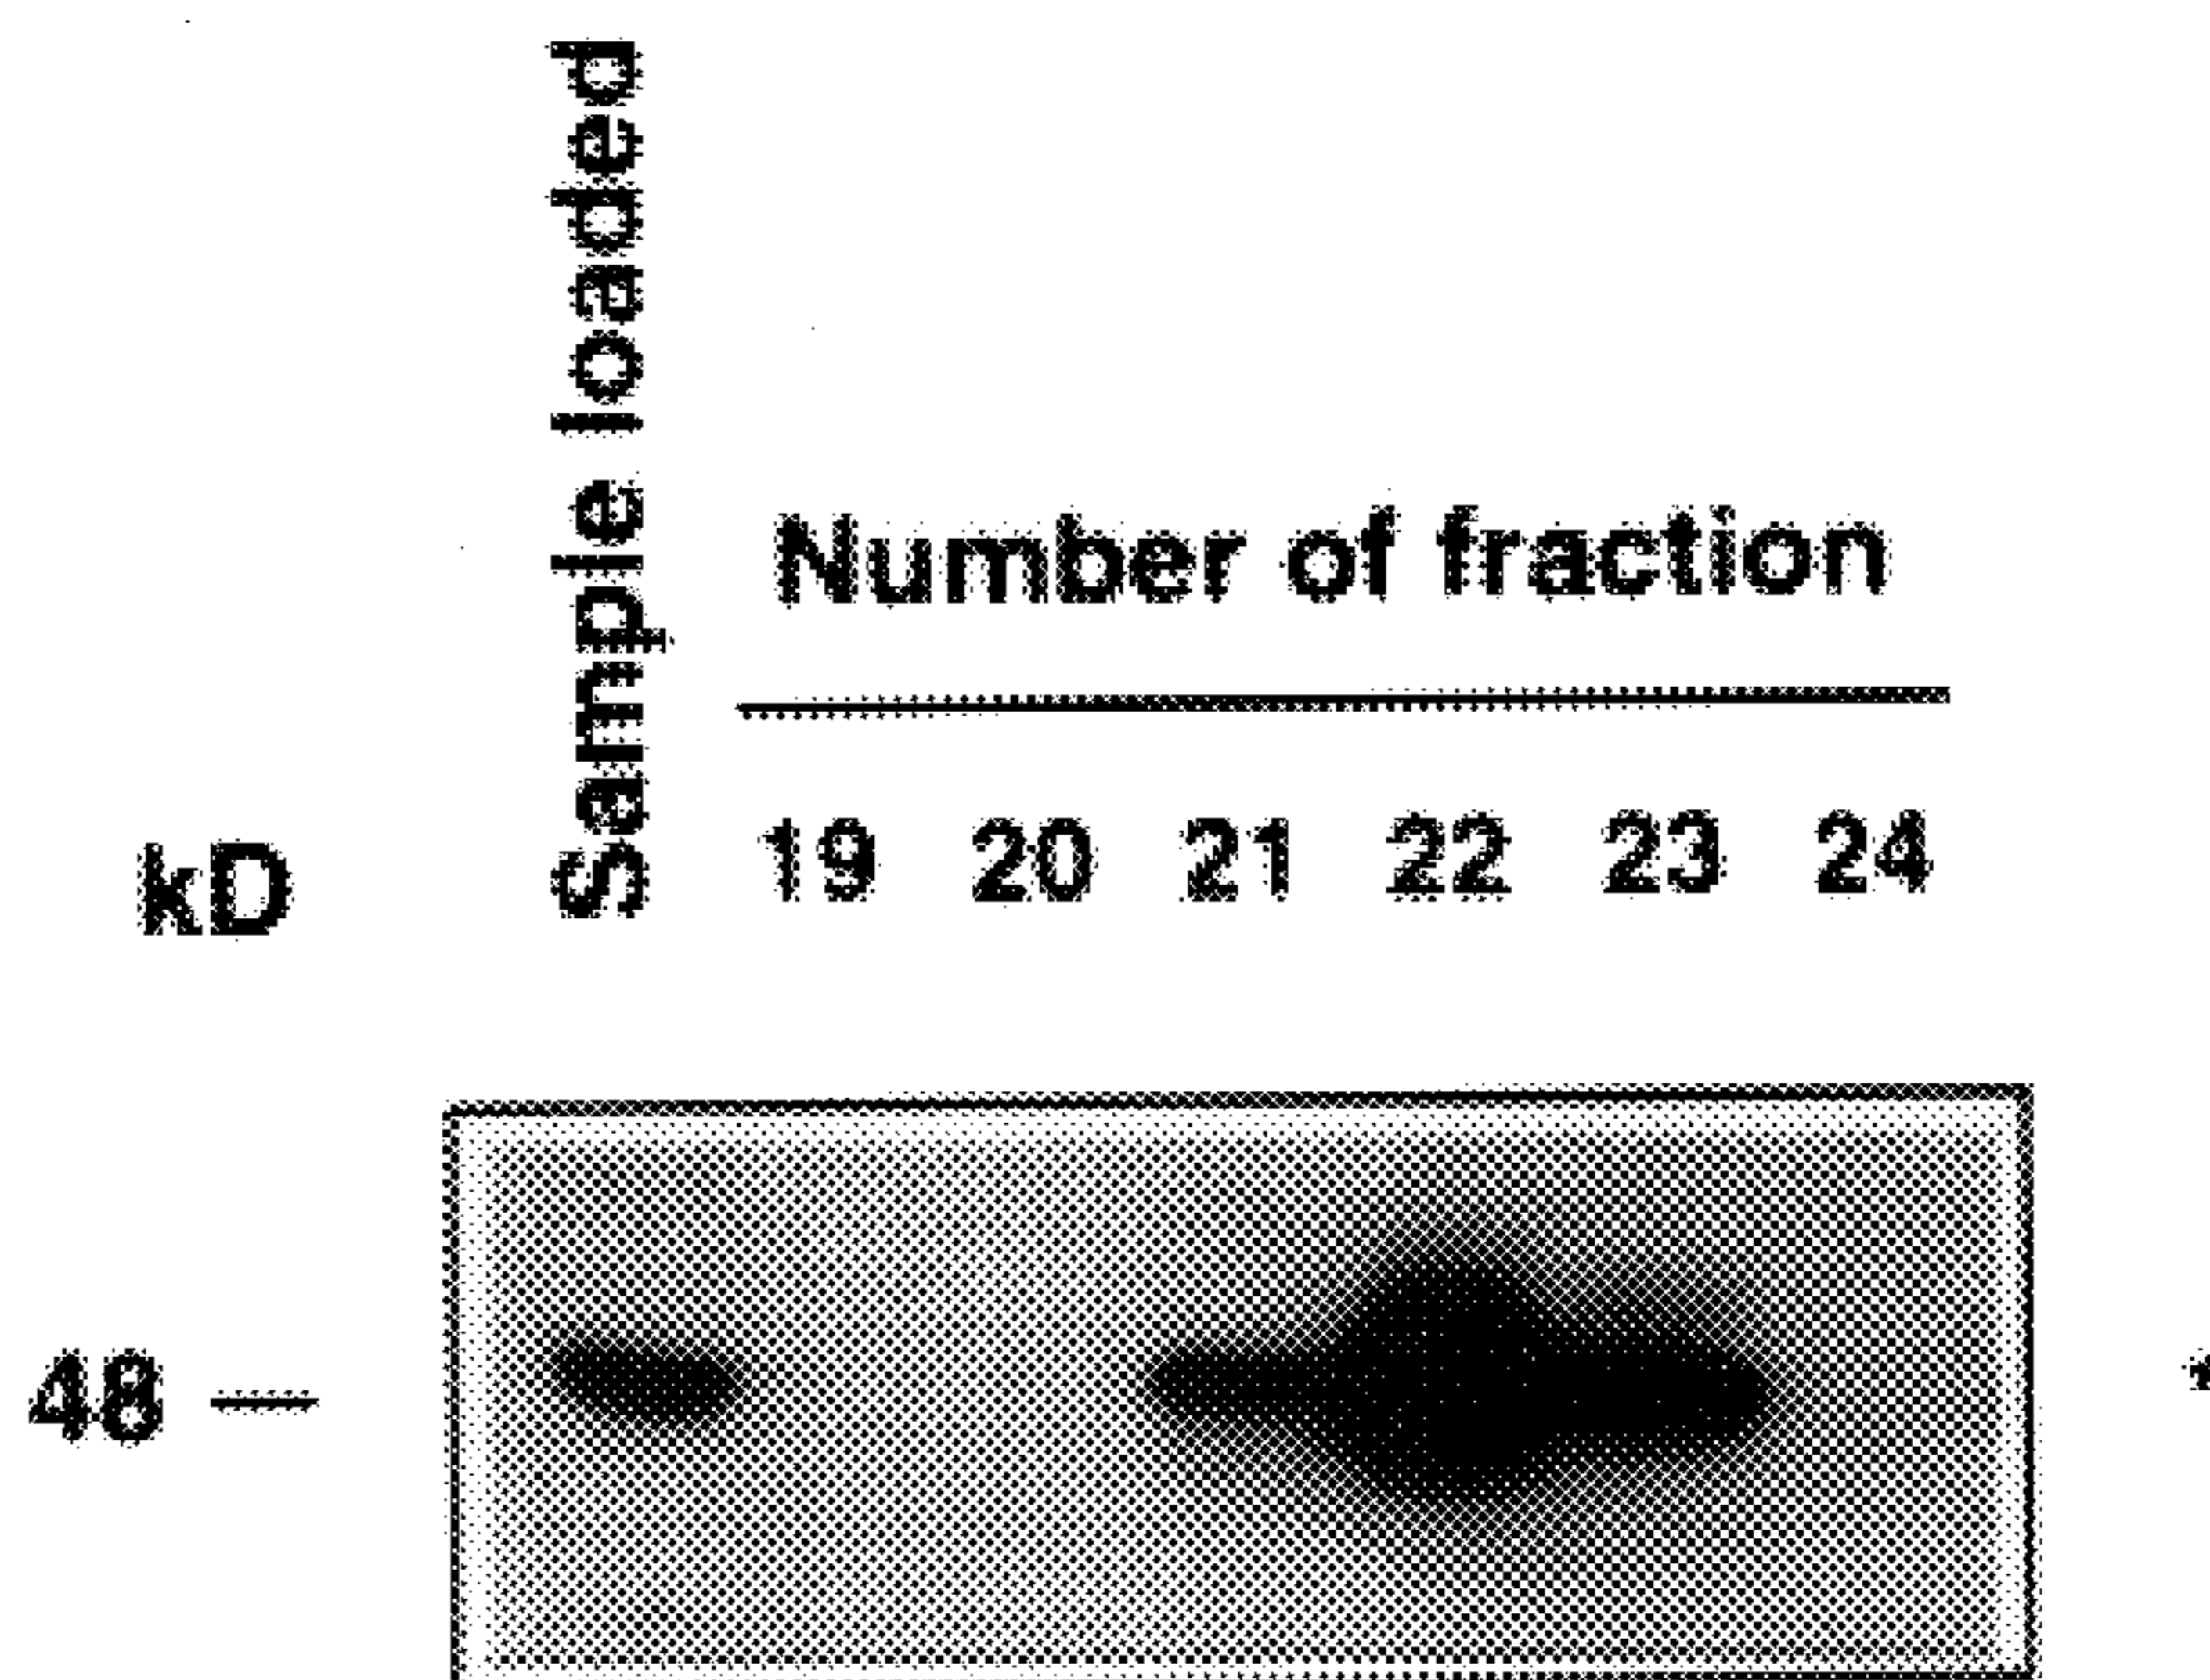 Sample loaded
Number of fraction
kD
19 20 21 22 23 24
48 —